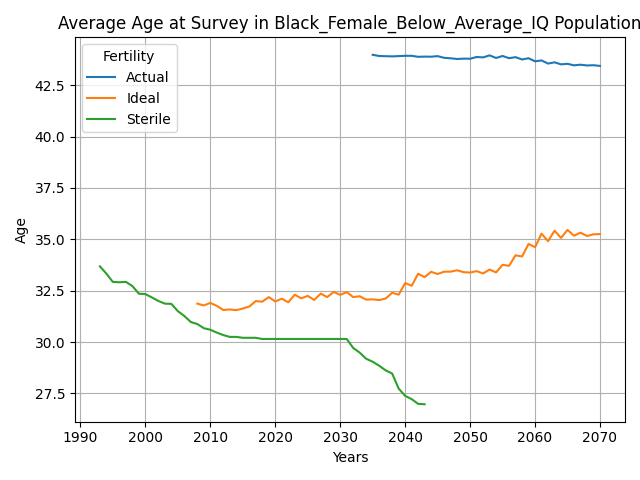 Average Age at Survey in Black_Female_Below_Average_IQ Population
Fertility
Actual
Ideal
Sterile
Age
42.5
40.0
37.5
35.0
32.5
30.0
27.5
1990 2000 2010 2020 2030 2040 2050 2060 2070
Years